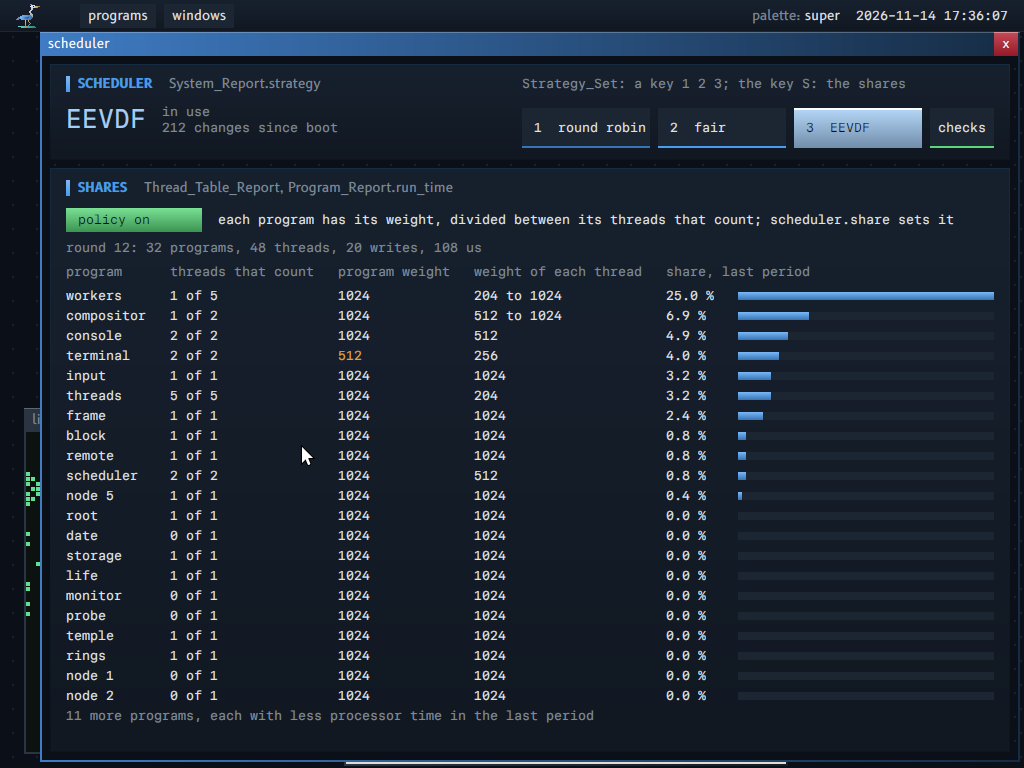 programs windows palette: super 2026-11-14 17:36:07
scheduler x
SCHEDULER System_Report.strategy Strategy_Set: a key 1 2 3; the key S: the shares
EEVDF in use
212 changes since boot
1 round robin 2 fair 3 EEVDF checks
SHARES Thread_Table_Report, Program_Report.run_time
policy on each program has its weight, divided between its threads that count; scheduler.share sets it
round 12: 32 programs, 48 threads, 20 writes, 108 us
program threads that count program weight weight of each thread share, last period
workers 1 of 5 1024 204 to 1024 25.0 %
compositor 1 of 2 1024 512 to 1024 6.9 %
console 2 of 2 1024 512 4.9 %
terminal 2 of 2 512 256 4.0 %
input 1 of 1 1024 1024 3.2 %
threads 5 of 5 1024 204 3.2 %
frame 1 of 1 1024 1024 2.4 %
block 1 of 1 1024 1024 0.8 %
remote 1 of 1 1024 1024 0.8 %
scheduler 2 of 2 1024 512 0.8 %
node 5 1 of 1 1024 1024 0.4 %
root 1 of 1 1024 1024 0.0 %
date 0 of 1 1024 1024 0.0 %
storage 1 of 1 1024 1024 0.0 %
life 1 of 1 1024 1024 0.0 %
monitor 0 of 1 1024 1024 0.0 %
probe 0 of 1 1024 1024 0.0 %
temple 1 of 1 1024 1024 0.0 %
rings 1 of 1 1024 1024 0.0 %
node 1 0 of 1 1024 1024 0.0 %
node 2 0 of 1 1024 1024 0.0 %
11 more programs, each with less processor time in the last period